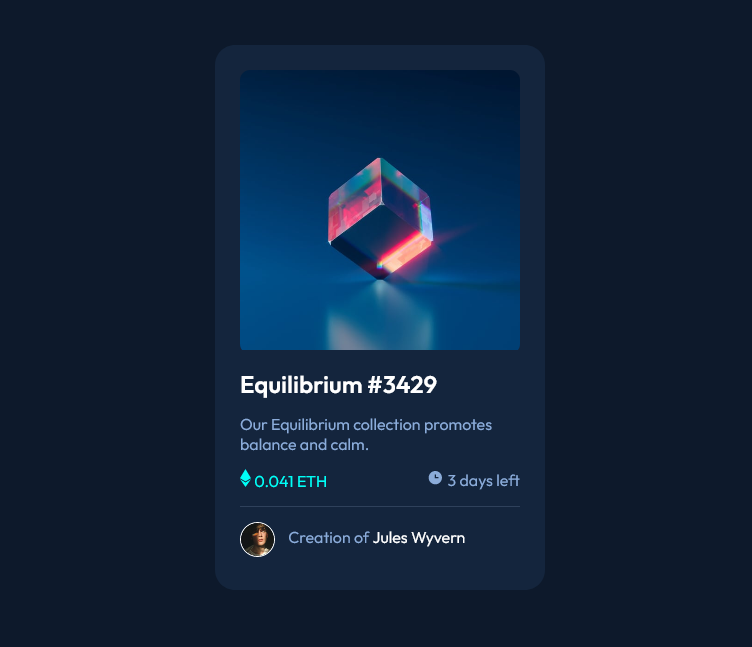 Equilibrium #3429
Our Equilibrium collection promotes
balance and calm.
0.041 ETH
3 days left
Creation of Jules Wyvern